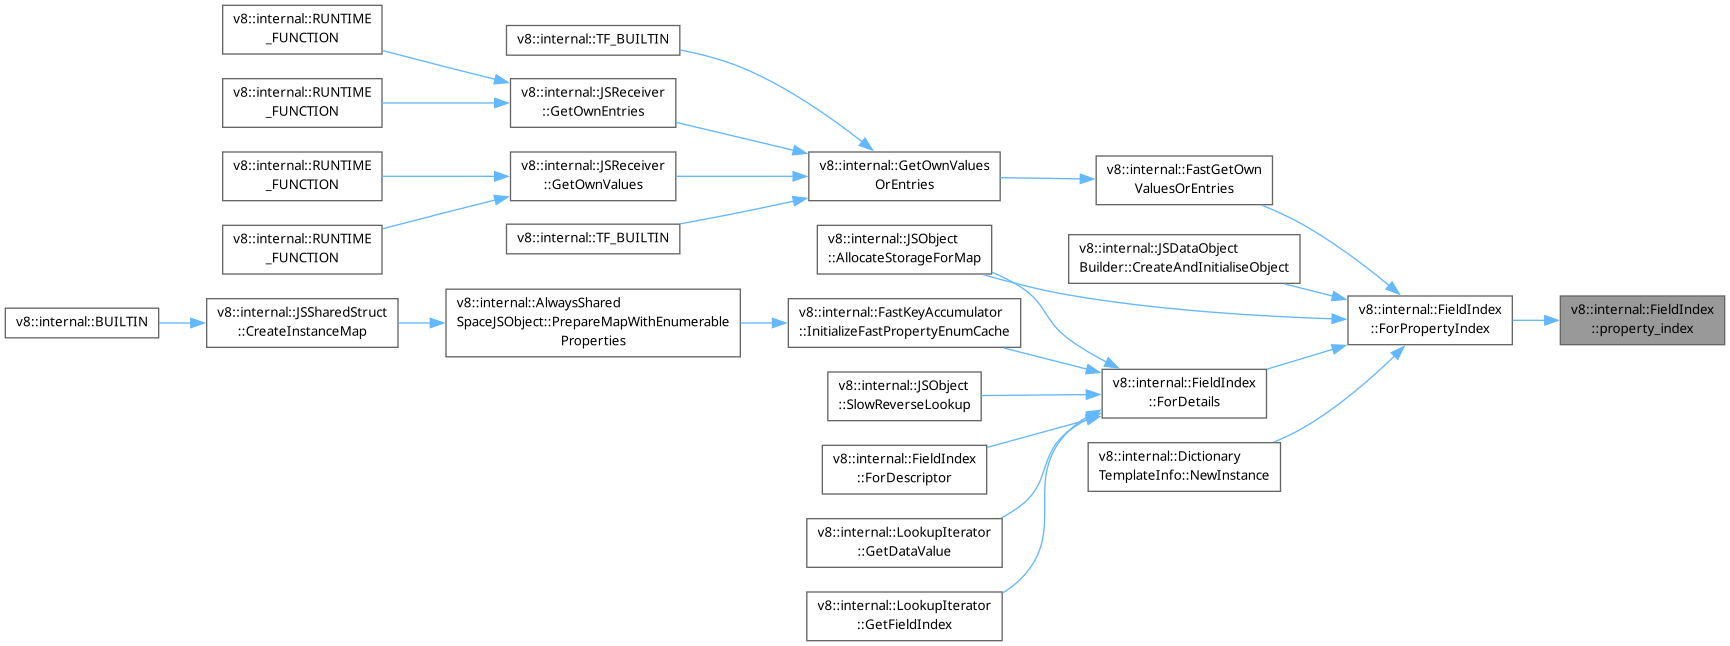 v8::internal::RUNTIME
_FUNCTION
v8::internal::TF_BUILTIN
v8::internal::RUNTIME
_FUNCTION
v8::internal::JSReceiver
::GetOwnEntries
v8::internal::RUNTIME
_FUNCTION
v8::internal::JSReceiver
::GetOwnValues
v8::internal::GetOwnValues
OrEntries
v8::internal::FastGetOwn
ValuesOrEntries
v8::internal::RUNTIME
_FUNCTION
v8::internal::TF_BUILTIN
v8::internal::JSObject
::AllocateStorageForMap
v8::internal::JSDataObject
Builder::CreateAndInitialiseObject
v8::internal::BUILTIN
v8::internal::JSSharedStruct
::CreateInstanceMap
v8::internal::AlwaysShared
SpaceJSObject::PrepareMapWithEnumerable
Properties
v8::internal::FastKeyAccumulator
::InitializeFastPropertyEnumCache
v8::internal::FieldIndex
::ForPropertyIndex
v8::internal::FieldIndex
::property_index
v8::internal::JSObject
::SlowReverseLookup
v8::internal::FieldIndex
::ForDetails
v8::internal::FieldIndex
::ForDescriptor
v8::internal::Dictionary
TemplateInfo::NewInstance
v8::internal::LookupIterator
::GetDataValue
v8::internal::LookupIterator
::GetFieldIndex